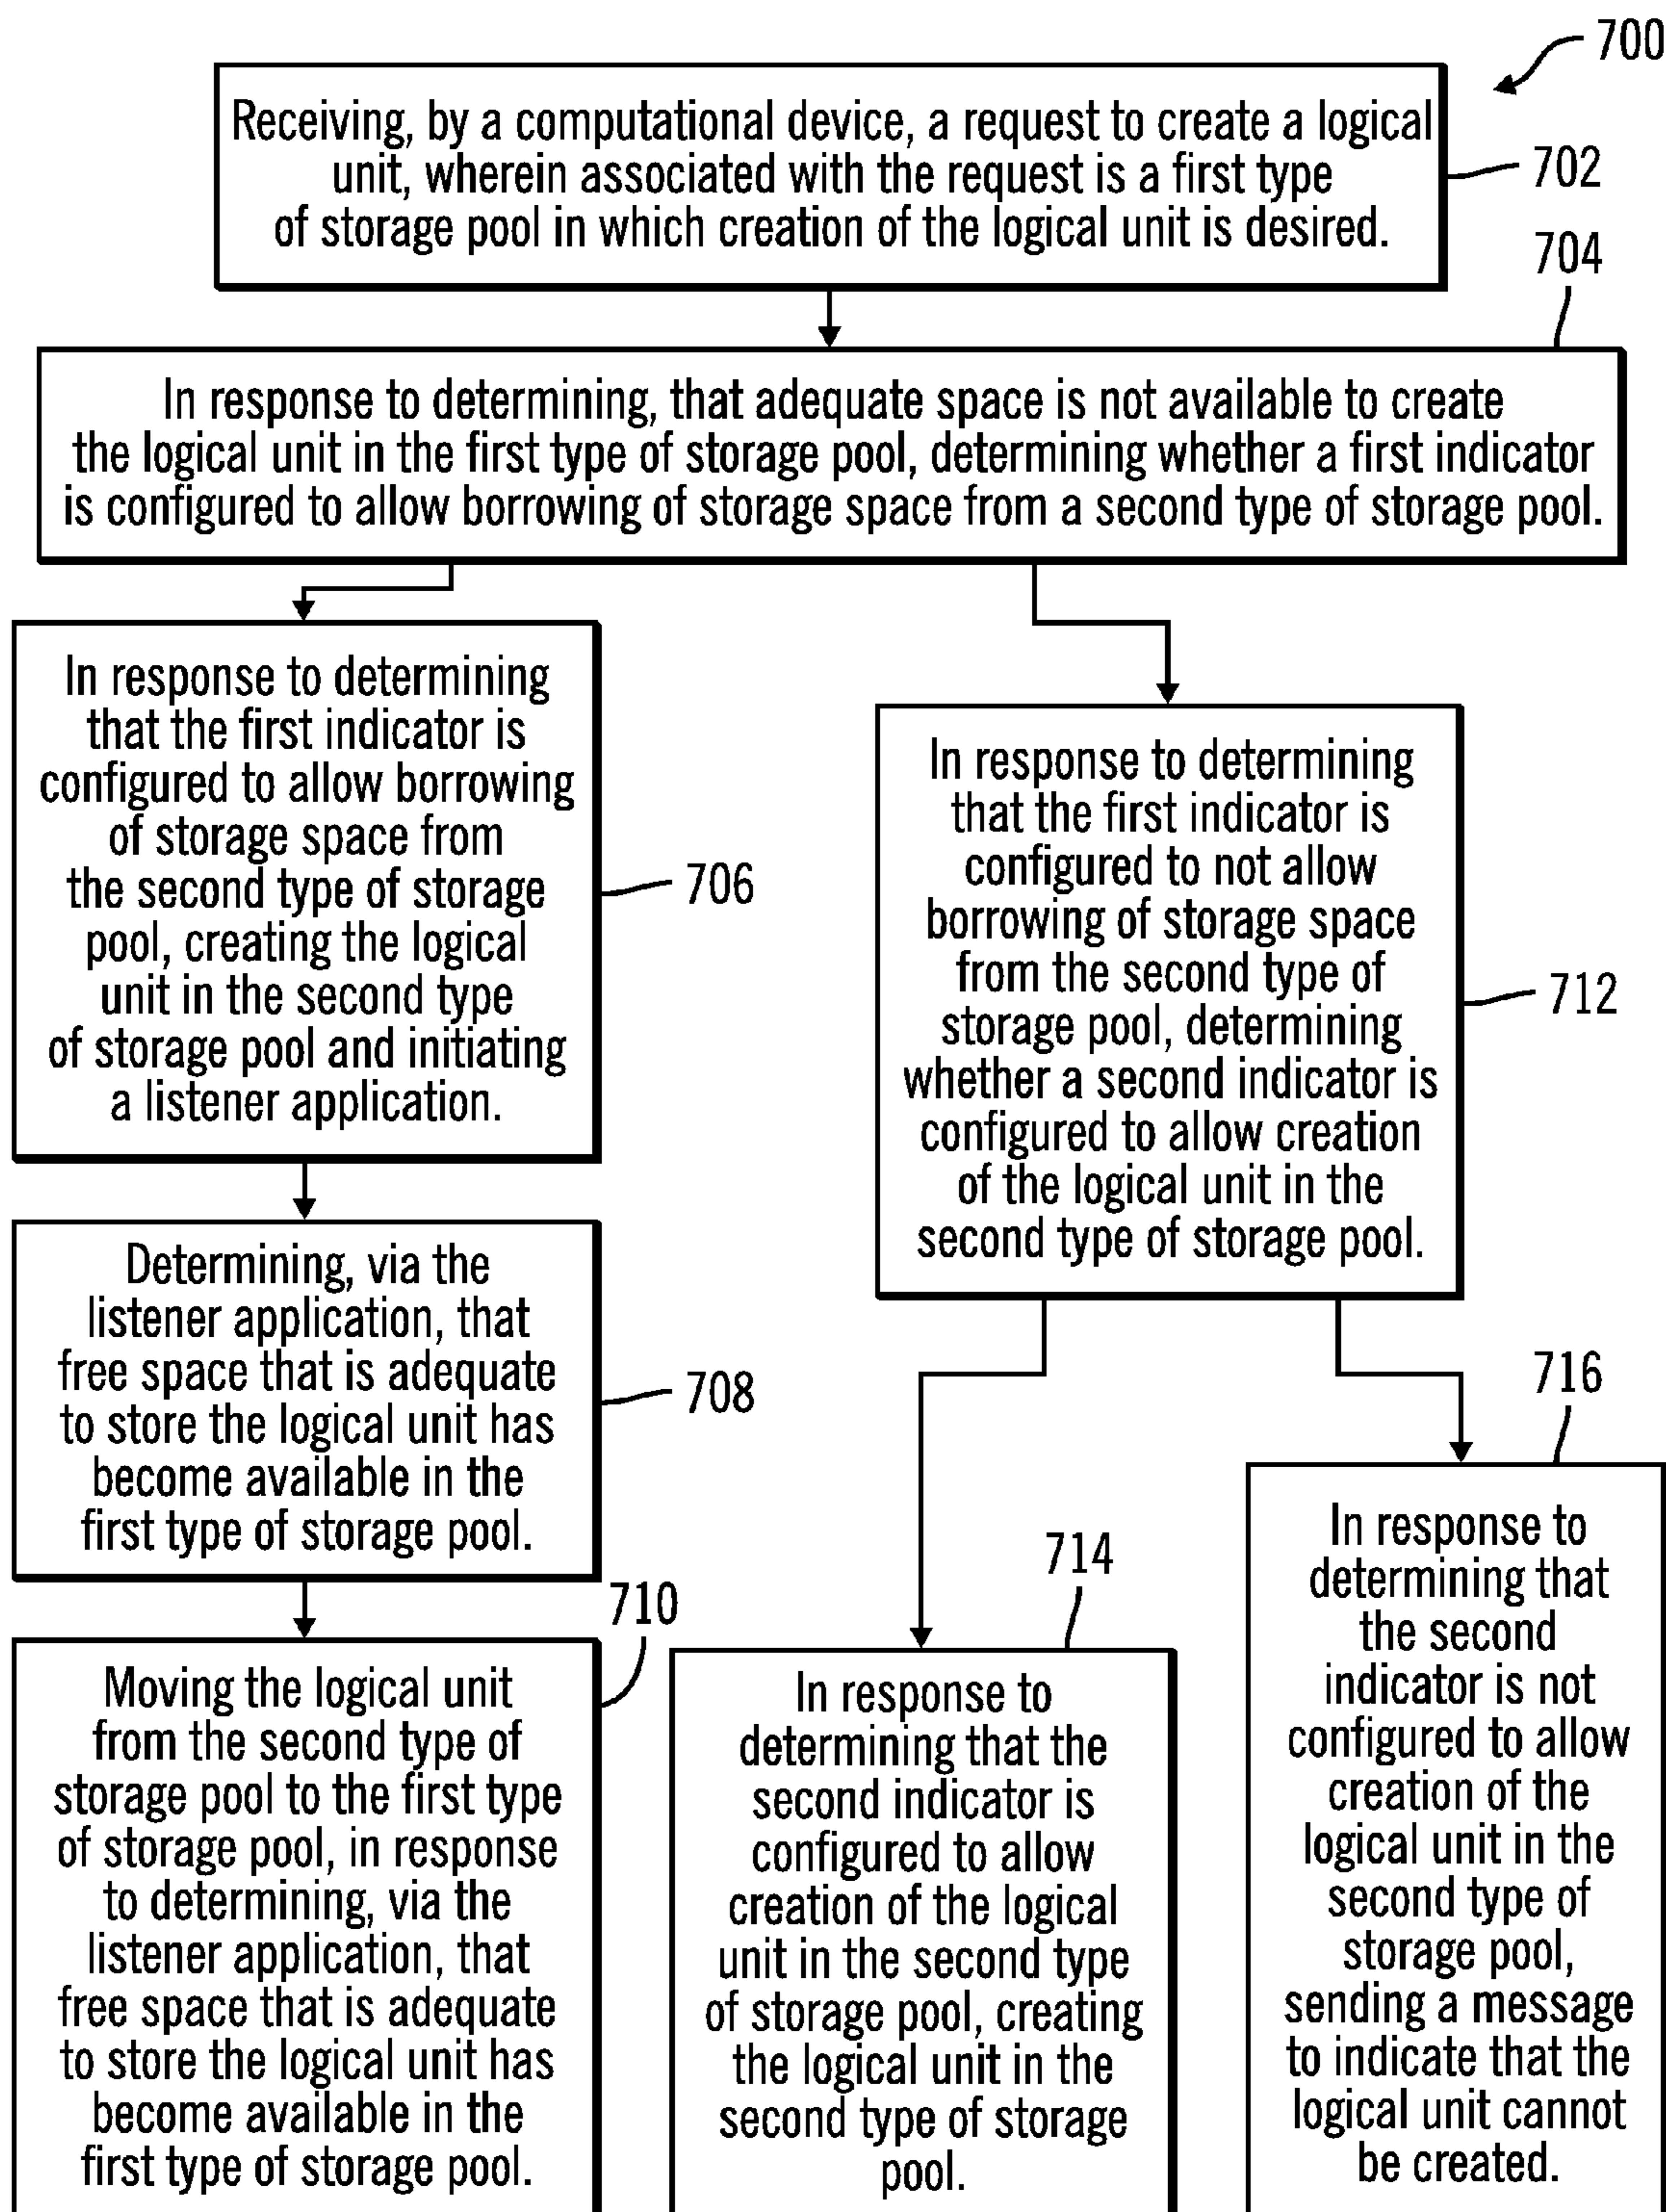 700
Receiving, by a computational device, a request to create a logical
unit, wherein associated with the request is a first type
of storage pool in which creation of the logical unit is desired.
702
704
In response to determining, that adequate space is not available to create
the logical unit in the first type of storage pool, determining whether a first indicator
is configured to allow borrowing of storage space from a second type of storage pool.
In response to determining
that the first indicator is
configured to allow borrowing
of storage space from
the second type of storage
pool, creating the logical
unit in the second type
of storage pool and initiating
a listener application.
706
Determining, via the
listener application, that
free space that is adequate
to store the logical unit has
become available in the
first type of storage pool.
708
710
Moving the logical unit
from the second type of
storage pool to the first type
of storage pool, in response
to determining, via the
listener application, that
free space that is adequate
to store the logical unit has
become available in the
first type of storage pool.
In response to determining
that the first indicator is
configured to not allow
borrowing of storage space
from the second type of
storage pool, determining
whether a second indicator is
configured to allow creation
of the logical unit in the
second type of storage pool.
712
714
In response to
determining that the
second indicator is
configured to allow
creation of the logical
unit in the second type
of storage pool, creating
the logical unit in the
second type of storage
pool.
716
In response to
determining that
the second
indicator is not
configured to allow
creation of the
logical unit in the
second type of
storage pool,
sending a message
to indicate that the
logical unit cannot
be created.